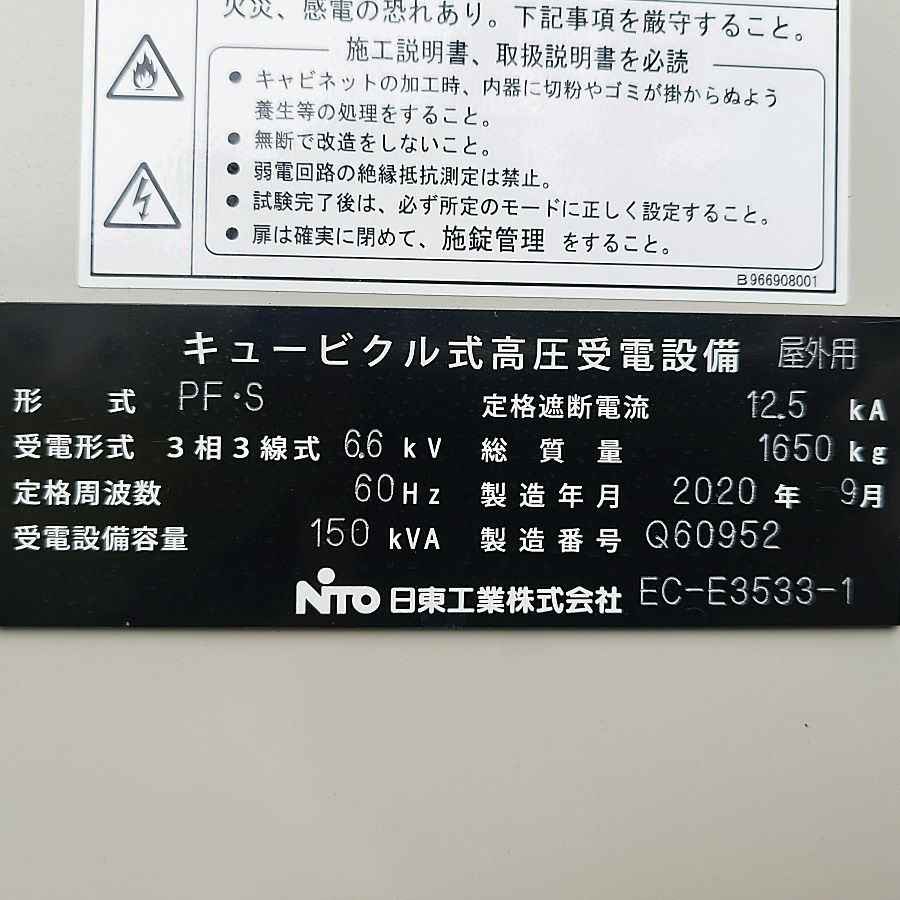 火災、感電の恐れあり。下記事項を厳守すること。
施工説明書、取扱説明書を必読
● キャビネットの加工時、内器に切粉やゴミが掛からぬよう
養生等の処理をすること。
● 無断で改造をしないこと。
● 弱電回路の絶縁抵抗測定は禁止。
● 試験完了後は、必ず所定のモードに正しく設定すること。
● 扉は確実に閉めて、施錠管理 をすること。
B966908001
キュービクル式高圧受電設備 屋外用
形 式 PF・S 定格遮断電流 12.5 kA
受電形式 3相3線式 6.6 kV 総質量 1650 kg
定格周波数 60Hz 製造年月 2020 年 9月
受電設備容量 150 kVA 製造番号 Q60952
NITO 日東工業株式会社 EC-E3533-1